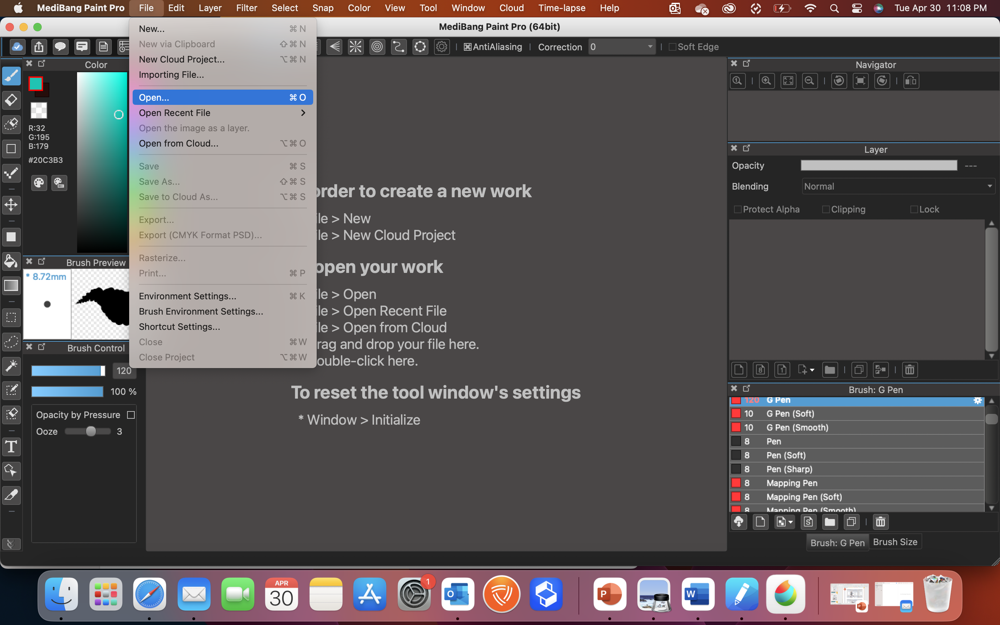 MediBang Paint Pro File Edit Layer Filter Select Snap Color View Tool Window Cloud Time-lapse Help Tue Apr 30 11:08 PM
MediBang Paint Pro (64bit)
AntiAliasing Correction 0 Soft Edge
Color
R:32
G:195
B:179
#20C3B3
Brush Preview
* 8.72mm
Brush Control
120
100 %
Opacity by Pressure
Ooze 3
New... ⌘ N
New via Clipboard ⇧ ⌘ N
New Cloud Project... ⌥ ⌘ N
Importing File...
Open... ⌘ O
Open Recent File >
Open the image as a layer.
Open from Cloud... ⌥ ⌘ O
Save ⌘ S
Save As... ⇧ ⌘ S
Save to Cloud As... ⌥ ⌘ S
Export...
Export (CMYK Format PSD)...
Rasterize...
Print... ⌘ P
Environment Settings... ⌘ K
Brush Environment Settings...
Shortcut Settings...
Close ⌘ W
Close Project ⌥ ⌘ W
order to create a new work
ile > New
ile > New Cloud Project
open your work
ile > Open
ile > Open Recent File
ile > Open from Cloud
rag and drop your file here.
ouble-click here.
To reset the tool window's settings
* Window > Initialize
Navigator
Layer
Opacity ---
Blending Normal
Protect Alpha Clipping Lock
8 1
Brush: G Pen
120 G Pen
10 G Pen (Soft)
10 G Pen (Smooth)
8 Pen
8 Pen (Soft)
8 Pen (Sharp)
8 Mapping Pen
8 Mapping Pen (Soft)
8 Mapping Pen (Smooth)
Brush: G Pen Brush Size
APR
30
1